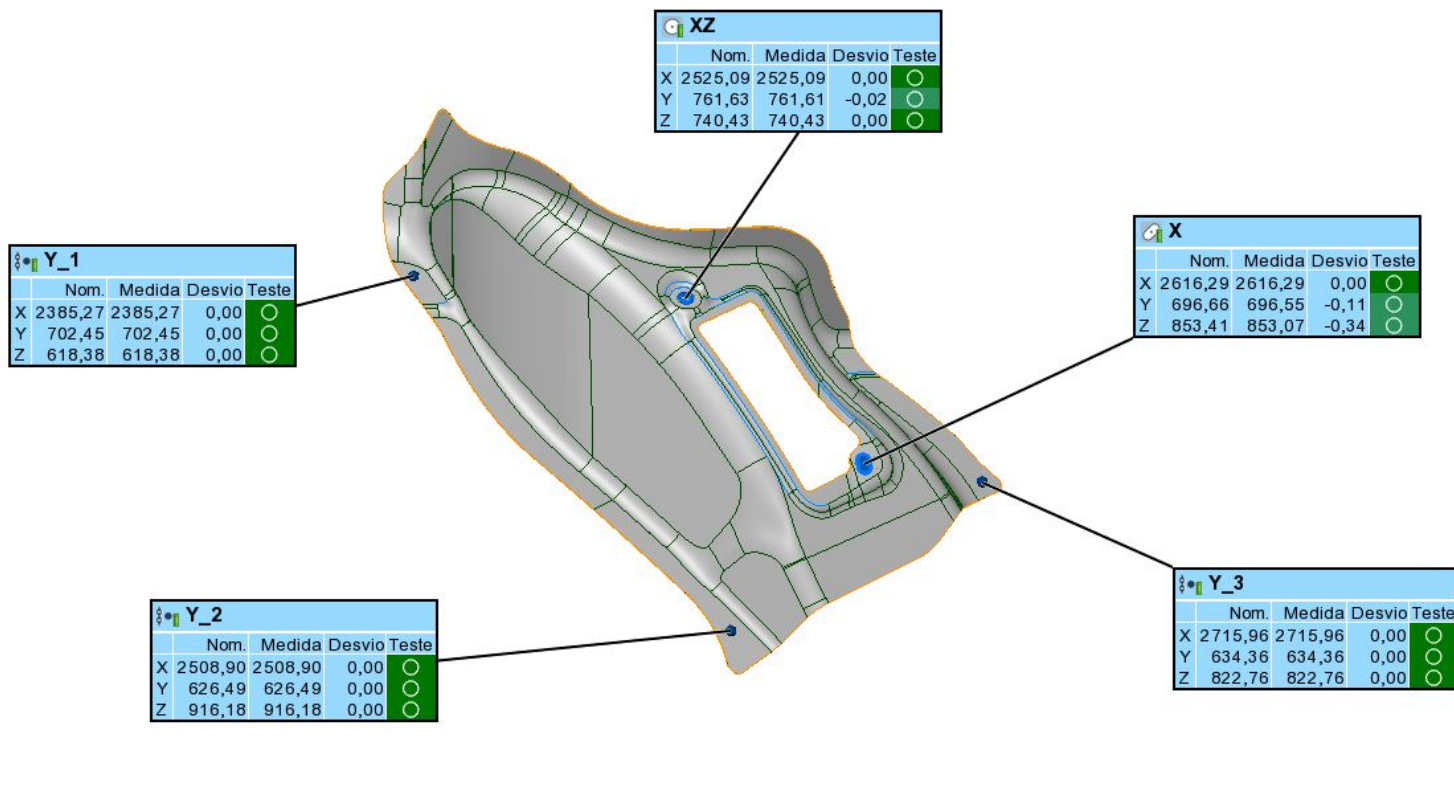 XZ
Nom. Medida Desvio Teste
X 2525,09 2525,09 0,00
Y 761,63 761,61 -0,02
Z 740,43 740,43 0,00
X
Nom. Medida Desvio Teste
X 2616,29 2616,29 0,00
Y 696,66 696,55 -0,11
Z 853,41 853,07 -0,34
Y_1
Nom. Medida Desvio Teste
X 2385,27 2385,27 0,00
Y 702,45 702,45 0,00
Z 618,38 618,38 0,00
Y_2
Nom. Medida Desvio Teste
X 2508,90 2508,90 0,00
Y 626,49 626,49 0,00
Z 916,18 916,18 0,00
Y_3
Nom. Medida Desvio Teste
X 2715,96 2715,96 0,00
Y 634,36 634,36 0,00
Z 822,76 822,76 0,00